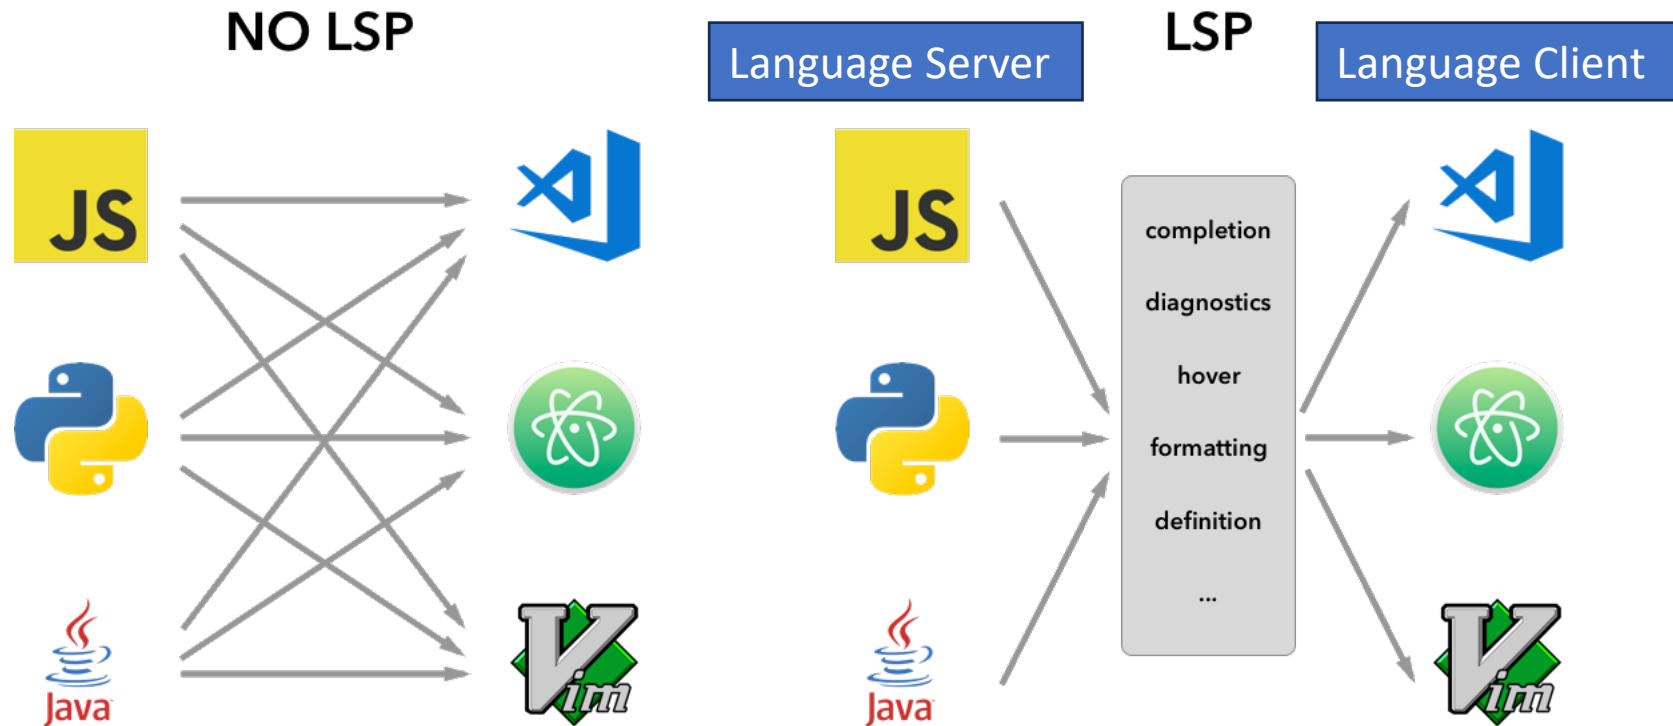 NO LSP
JS
Java
Vim
Language Server
LSP
Language Client
JS
Java
completion
diagnostics
hover
formatting
definition
...
Vim